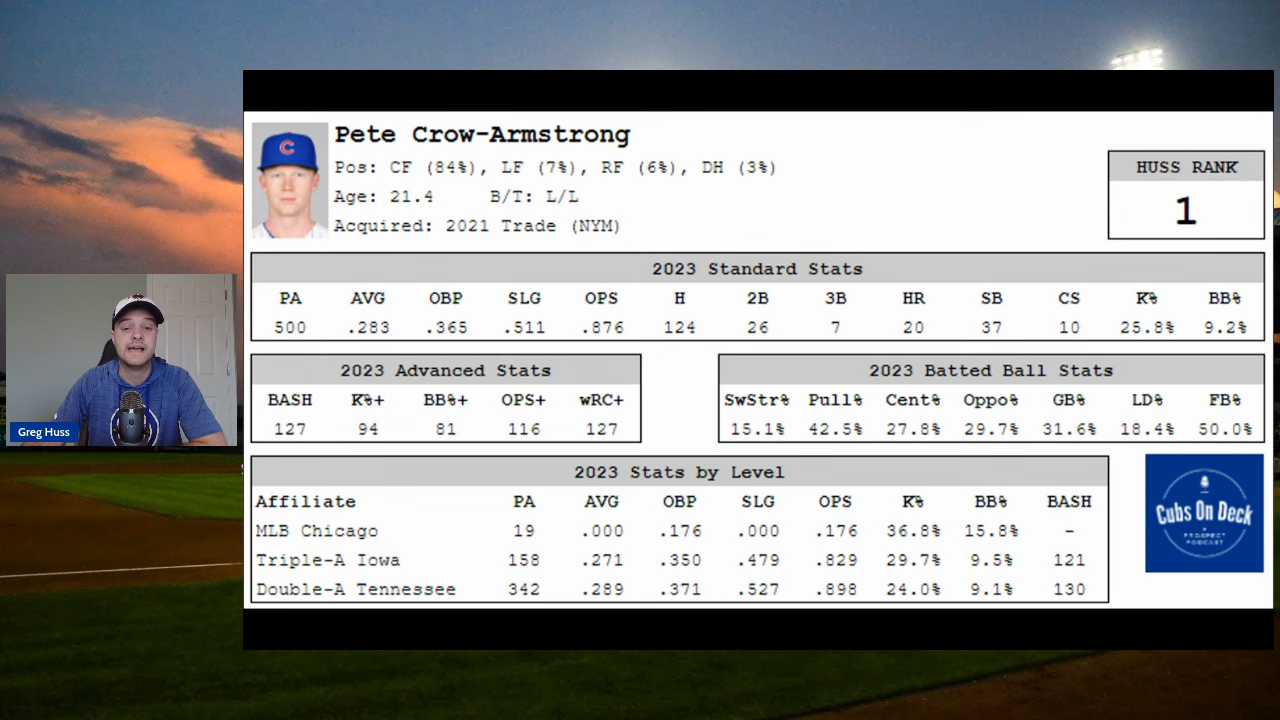 Pete Crow-Armstrong
Pos: CF (84%), LF (7%), RF (6%), DH (3%)
Age: 21.4 B/T: L/L
Acquired: 2021 Trade (NYM)
HUSS RANK
1
2023 Standard Stats
PA AVG OBP SLG OPS H 2B 3B HR SB CS K% BB%
500 .283 .365 .511 .876 124 26 7 20 37 10 25.8% 9.2%
2023 Advanced Stats
BASH K%+ BB%+ OPS+ wRC+
127 94 81 116 127
2023 Batted Ball Stats
SwStr% Pull% Cent% Oppo% GB% LD% FB%
15.1% 42.5% 27.8% 29.7% 31.6% 18.4% 50.0%
2023 Stats by Level
Affiliate PA AVG OBP SLG OPS K% BB% BASH
MLB Chicago 19 .000 .176 .000 .176 36.8% 15.8% -
Triple-A Iowa 158 .271 .350 .479 .829 29.7% 9.5% 121
Double-A Tennessee 342 .289 .371 .527 .898 24.0% 9.1% 130
Cubs On Deck
PROSPECT
PODCAST
Greg Huss
C